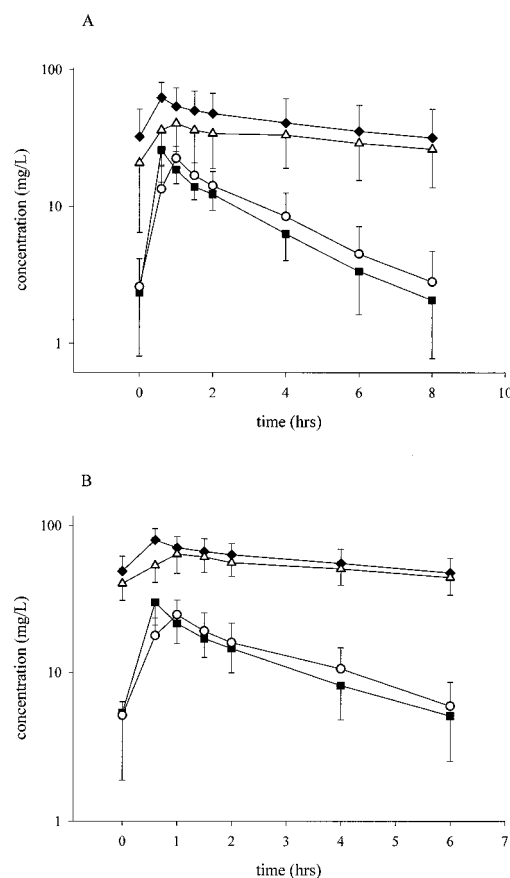 A
100
10
1
concentration (mg/L)
0 2 4 6 8 10
time (hrs)
B
100
10
1
concentration (mg/L)
0 1 2 3 4 5 6 7
time (hrs)